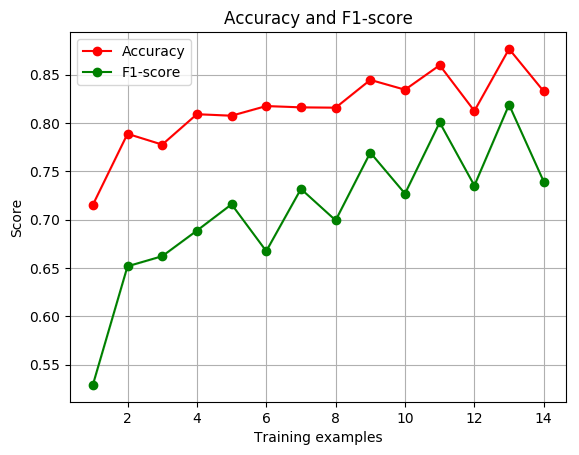 Accuracy and F1-score
Accuracy
F1-score
Score
0.85
0.80
0.75
0.70
0.65
0.60
0.55
2 4 6 8 10 12 14
Training examples